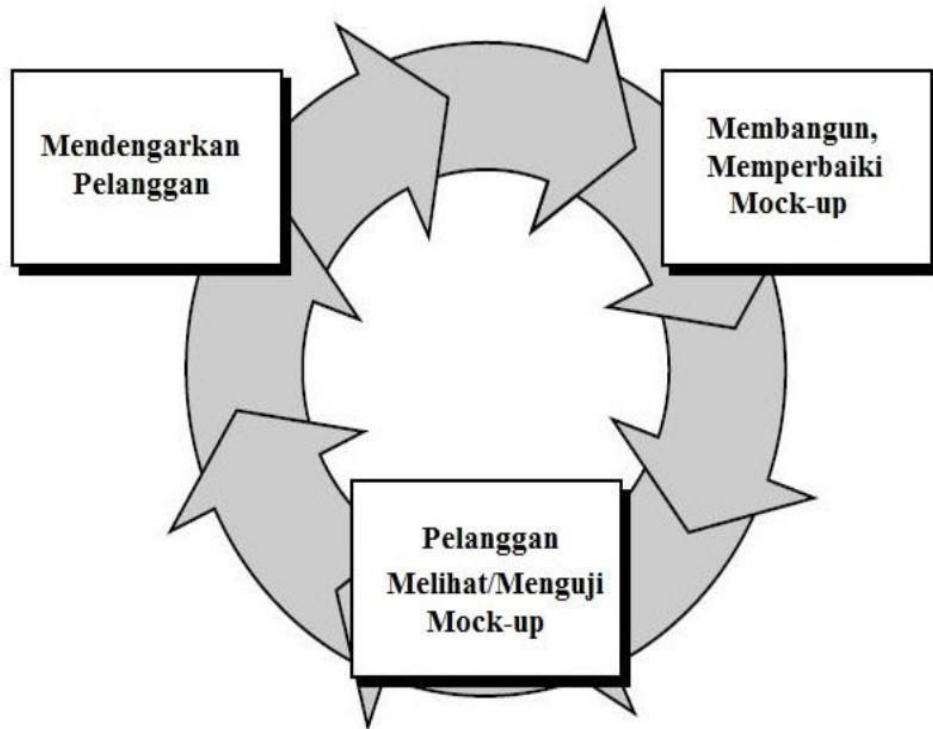 Mendengarkan
Pelanggan
Membangun,
Memperbaiki
Mock-up
Pelanggan
Melihat/Menguji
Mock-up